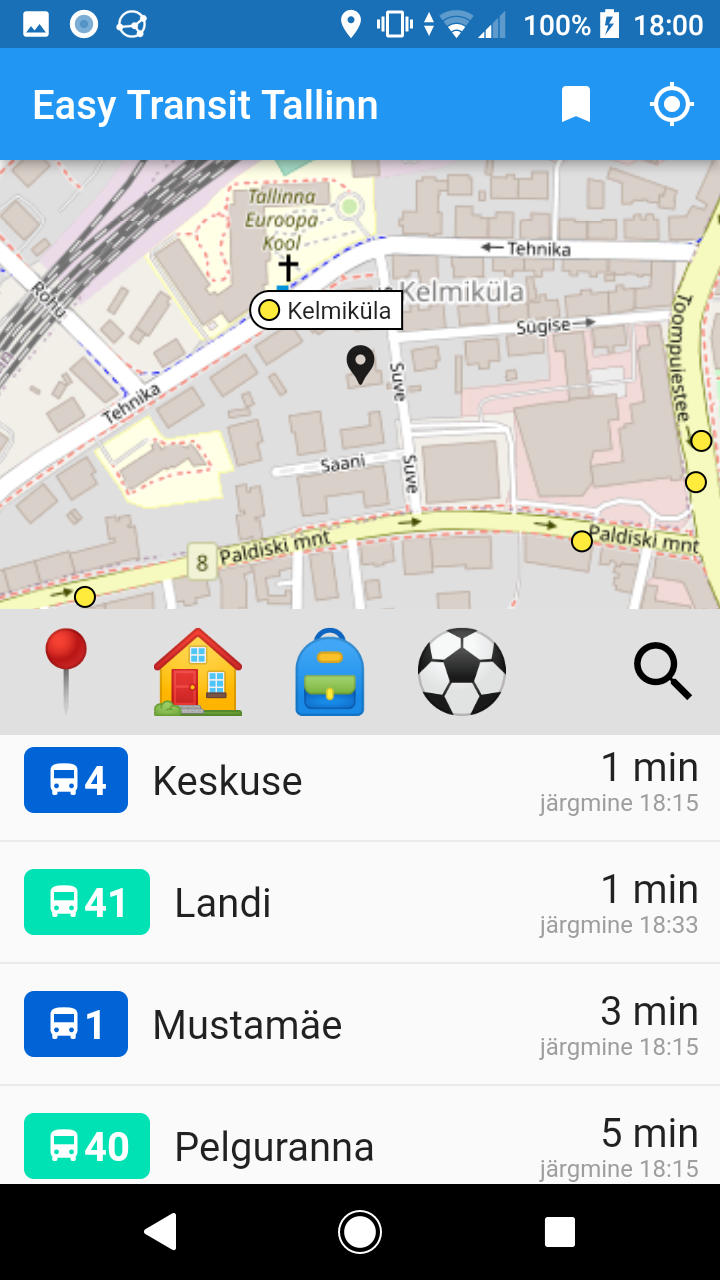 100% 18:00
Easy Transit Tallinn
Tallinna
Euroopa
Kool
Tehnika
Kelmiküla
Rohu
Kelmiküla
Sügise
Toompuiestee
Suve
Tehnika
Saani
Suve
8 Paldiski mnt
Paldiski mnt
4 Keskuse 1 min
järgmine 18:15
41 Landi 1 min
järgmine 18:33
1 Mustamäe 3 min
järgmine 18:15
40 Pelguranna 5 min
järgmine 18:15